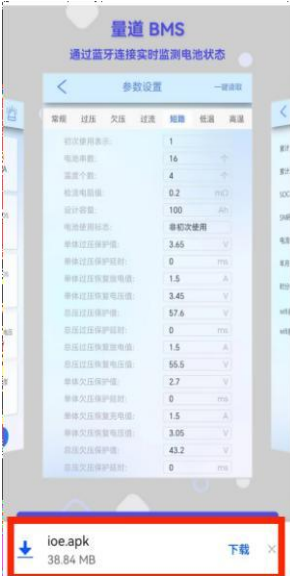 量道 BMS
通过蓝牙连接实时监测电池状态
参数设置
一键读取
常规 过压 欠压 过流 短路 低温 高温
初次使用表示: 1
电池串数: 16 个
温度个数: 4 个
检流电阻值: 0.2 mΩ
设计容量: 100 Ah
电池使用标志: 非初次使用
单体过压保护值: 3.65 V
单体过压保护延时: 0 ms
单体过压恢复放电值: 1.5 A
单体过压恢复电压值: 3.45 V
总压过压保护值: 57.6 V
总压过压保护延时: 0 ms
总压过压恢复放电值: 1.5 A
总压过压恢复电压值: 55.5 V
单体欠压保护值: 2.7 V
单体欠压保护延时: 0 ms
单体欠压恢复充电值: 1.5 A
单体欠压恢复电压值: 3.05 V
总压欠压保护值: 43.2 V
总压欠压保护延时: 0 ms
ioe.apk
下载
38.84 MB